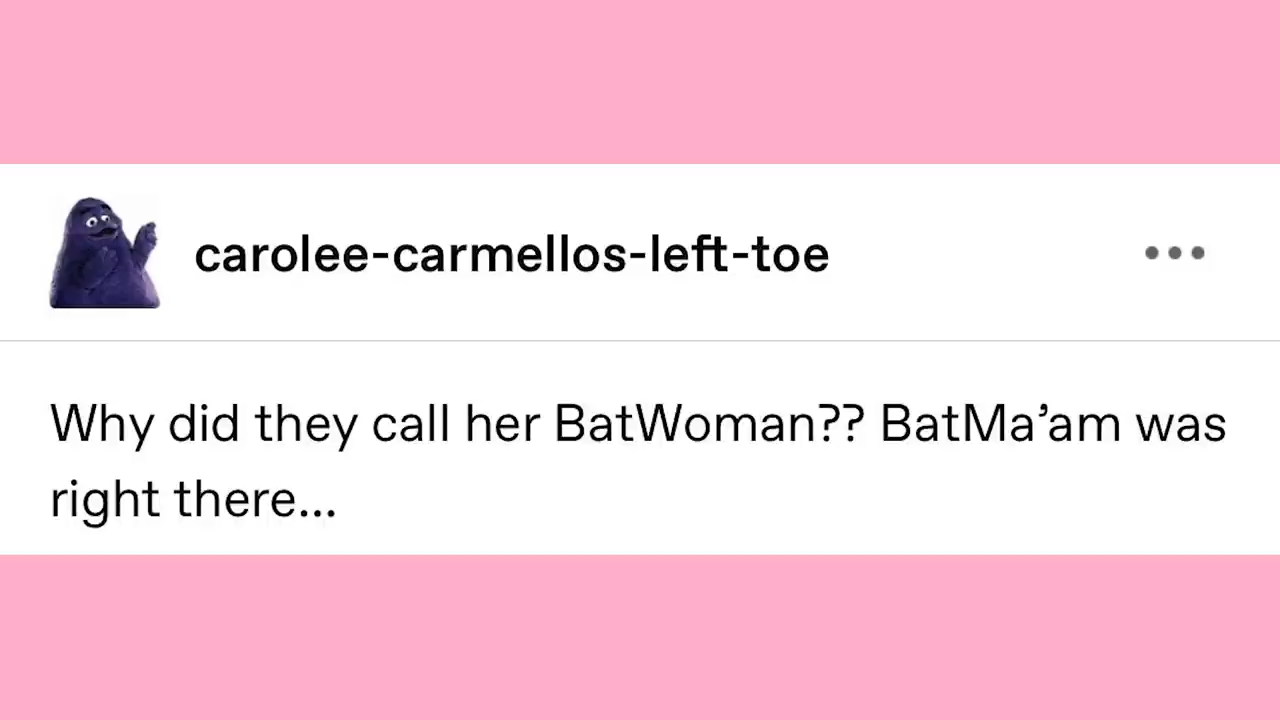 carolee-carmellos-left-toe
Why did they call her BatWoman?? BatMa’am was
right there...